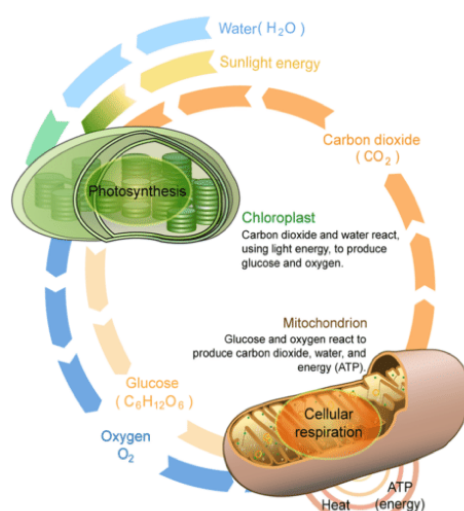 Water(H₂O)
Sunlight energy
Carbon dioxide
(CO₂)
Photosynthesis
Chloroplast
Carbon dioxide and water react,
using light energy, to produce
glucose and oxygen.
Mitochondrion
Glucose and oxygen react to
produce carbon dioxide, water, and
energy (ATP).
Glucose
(C₆H₁₂O₆)
Oxygen
O₂
Cellular
respiration
Heat
ATP
(energy)